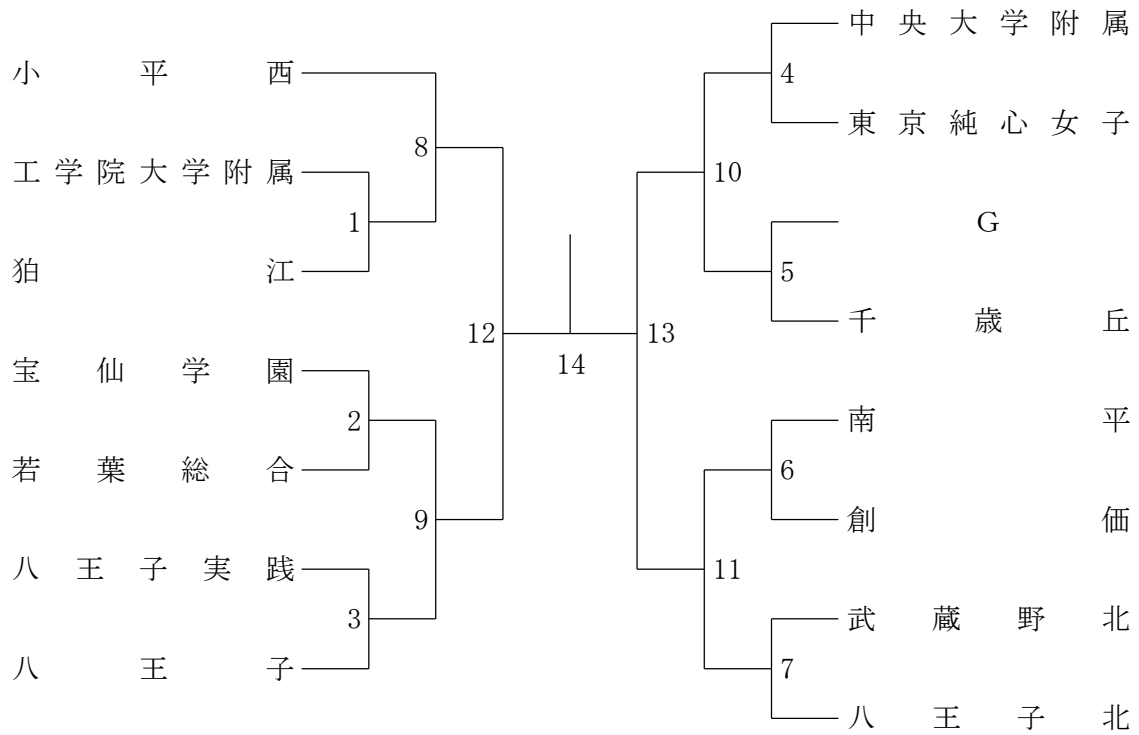 小平西
8
工学院大学附属
1
狛江
12
宝仙学園
2
若葉総合
9
八王子実践
3
八王子
14
中央大学附属
4
東京純心女子
10
G
5
千歳丘
13
南平
6
創価
11
武蔵野北
7
八王子北